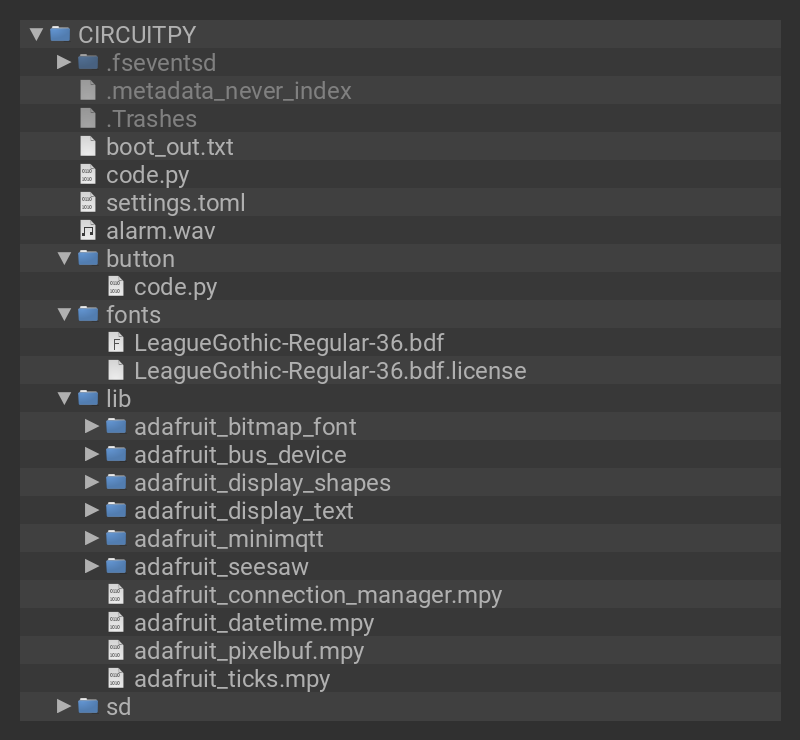 CIRCUITPY
.fseventsd
.metadata_never_index
.Trashes
boot_out.txt
code.py
settings.toml
alarm.wav
button
code.py
fonts
LeagueGothic-Regular-36.bdf
LeagueGothic-Regular-36.bdf.license
lib
adafruit_bitmap_font
adafruit_bus_device
adafruit_display_shapes
adafruit_display_text
adafruit_minimqtt
adafruit_seesaw
adafruit_connection_manager.mpy
adafruit_datetime.mpy
adafruit_pixelbuf.mpy
adafruit_ticks.mpy
sd